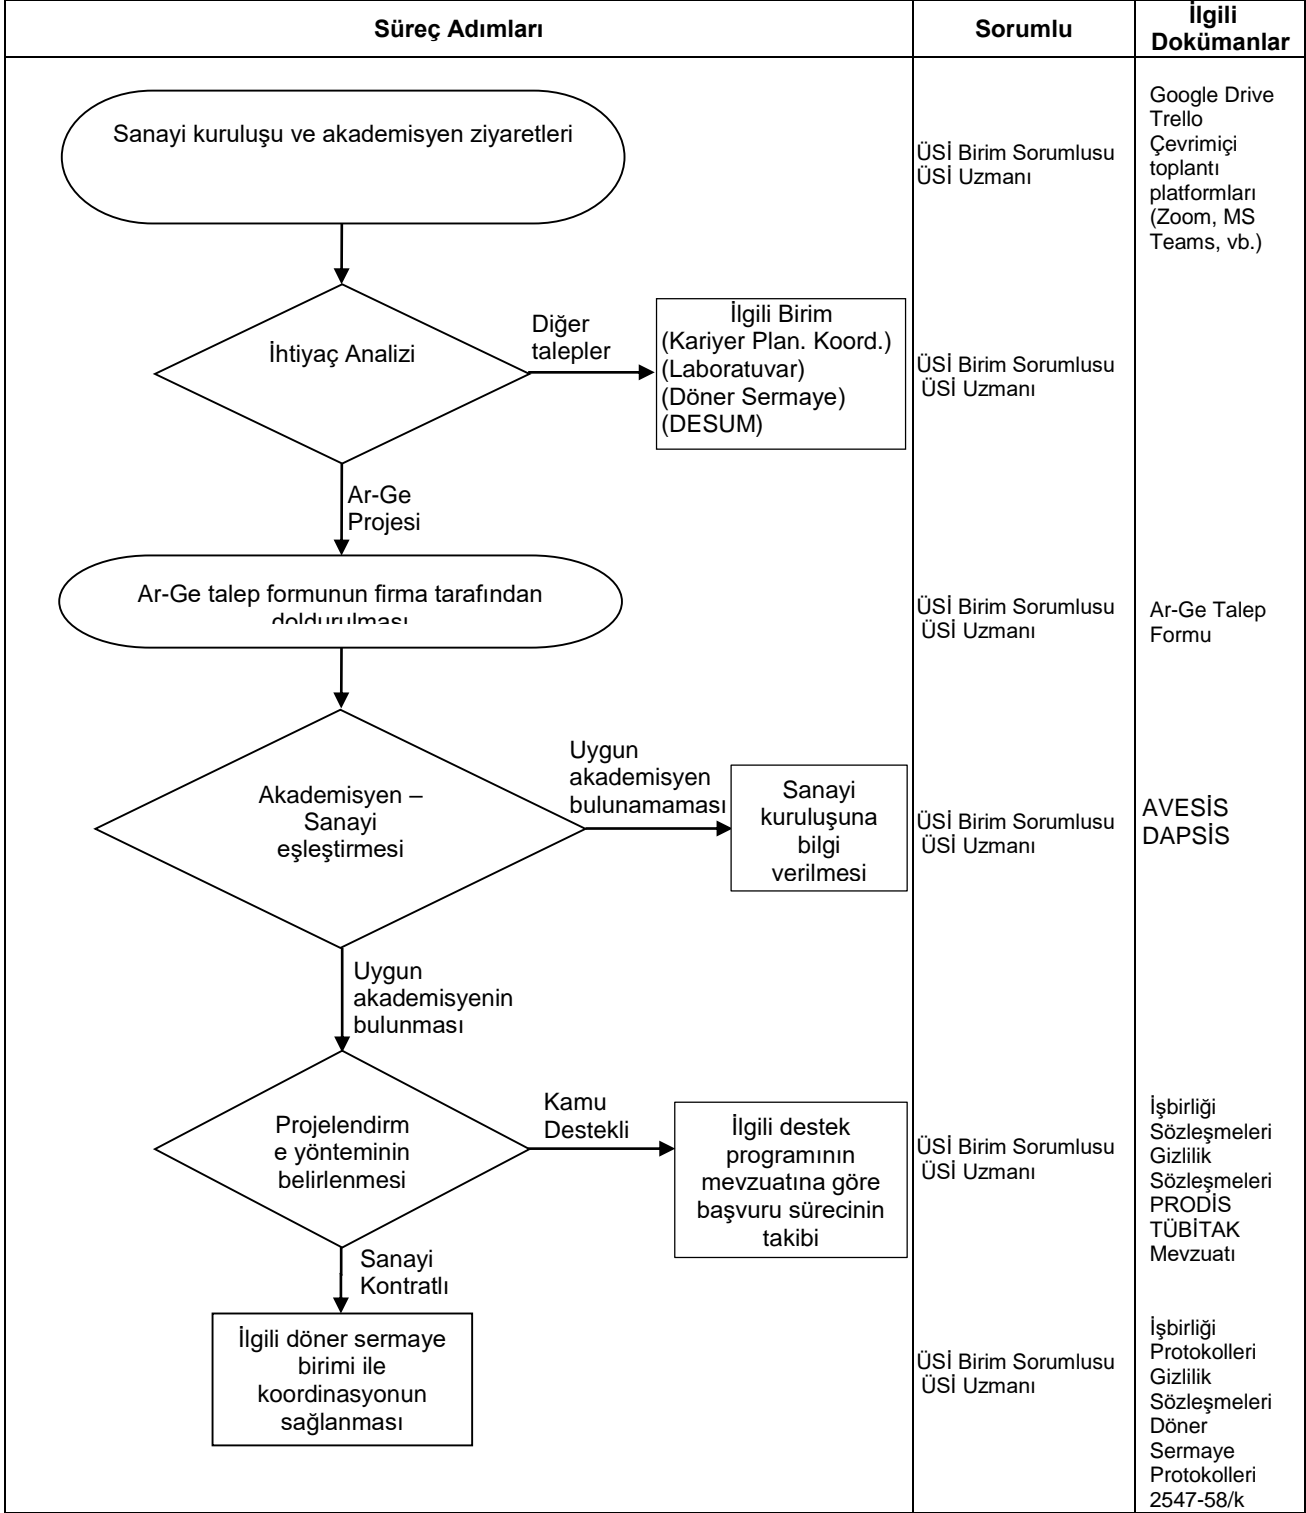 Süreç Adımları
Sorumlu
İlgili
Dokümanlar
Sanayi kuruluşu ve akademisyen ziyaretleri
ÜSİ Birim Sorumlusu
ÜSİ Uzmanı
Google Drive
Trello
Çevrimiçi
toplantı
platformları
(Zoom, MS
Teams, vb.)
İhtiyaç Analizi
Diğer
talepler
İlgili Birim
(Kariyer Plan. Koord.)
(Laboratuvar)
(Döner Sermaye)
(DESUM)
ÜSİ Birim Sorumlusu
ÜSİ Uzmanı
Ar-Ge
Projesi
Ar-Ge talep formunun firma tarafından
doldurulması
ÜSİ Birim Sorumlusu
ÜSİ Uzmanı
Ar-Ge Talep
Formu
Akademisyen –
Sanayi
eşleştirmesi
Uygun
akademisyen
bulunamaması
Sanayi
kuruluşuna
bilgi
verilmesi
ÜSİ Birim Sorumlusu
ÜSİ Uzmanı
AVESİS
DAPSİS
Uygun
akademisyenin
bulunması
Projelendirm
e yönteminin
belirlenmesi
Kamu
Destekli
İlgili destek
programının
mevzuatına göre
başvuru sürecinin
takibi
ÜSİ Birim Sorumlusu
ÜSİ Uzmanı
İşbirliği
Sözleşmeleri
Gizlilik
Sözleşmeleri
PRODİS
TÜBİTAK
Mevzuatı
Sanayi
Kontratlı
İlgili döner sermaye
birimi ile
koordinasyonun
sağlanması
ÜSİ Birim Sorumlusu
ÜSİ Uzmanı
İşbirliği
Protokolleri
Gizlilik
Sözleşmeleri
Döner
Sermaye
Protokolleri
2547-58/k